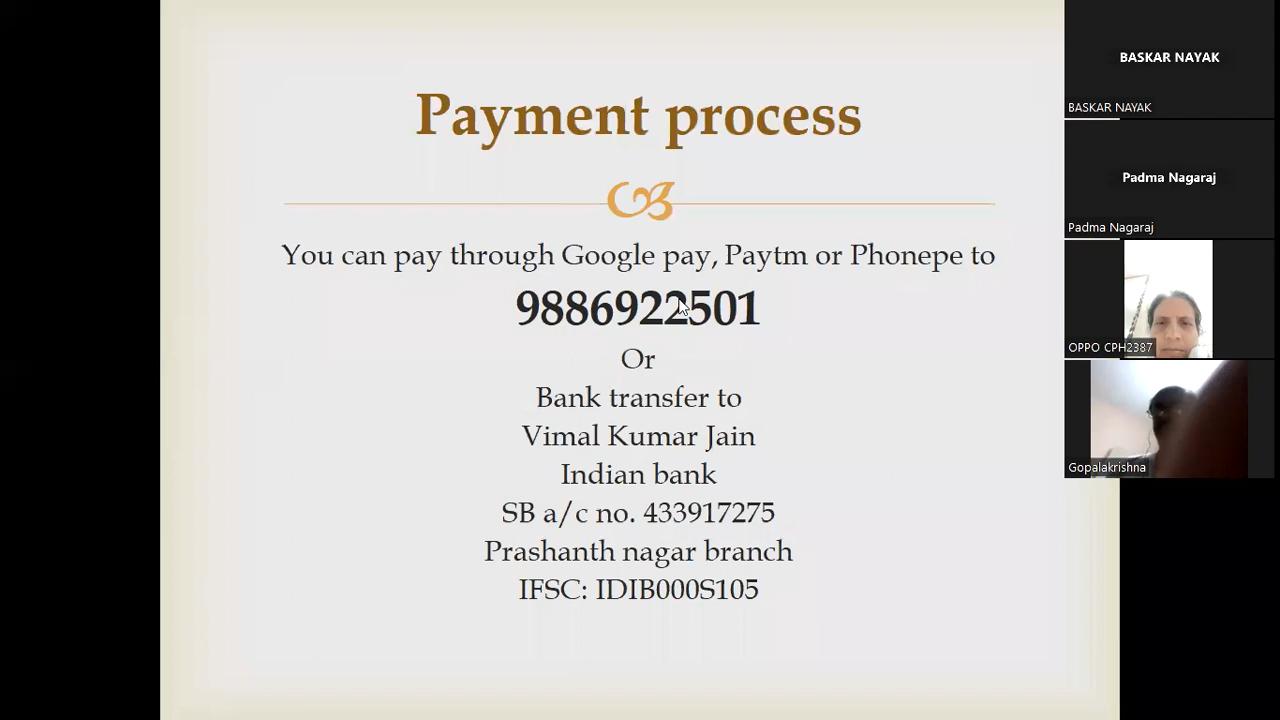 Payment process
You can pay through Google pay, Paytm or Phonepe to
9886922501
Or
Bank transfer to
Vimal Kumar Jain
Indian bank
SB a/c no. 433917275
Prashanth nagar branch
IFSC: IDIB000S105
BASKAR NAYAK
BASKAR NAYAK
Padma Nagaraj
Padma Nagaraj
OPPO CPH2387
Gopalakrishna